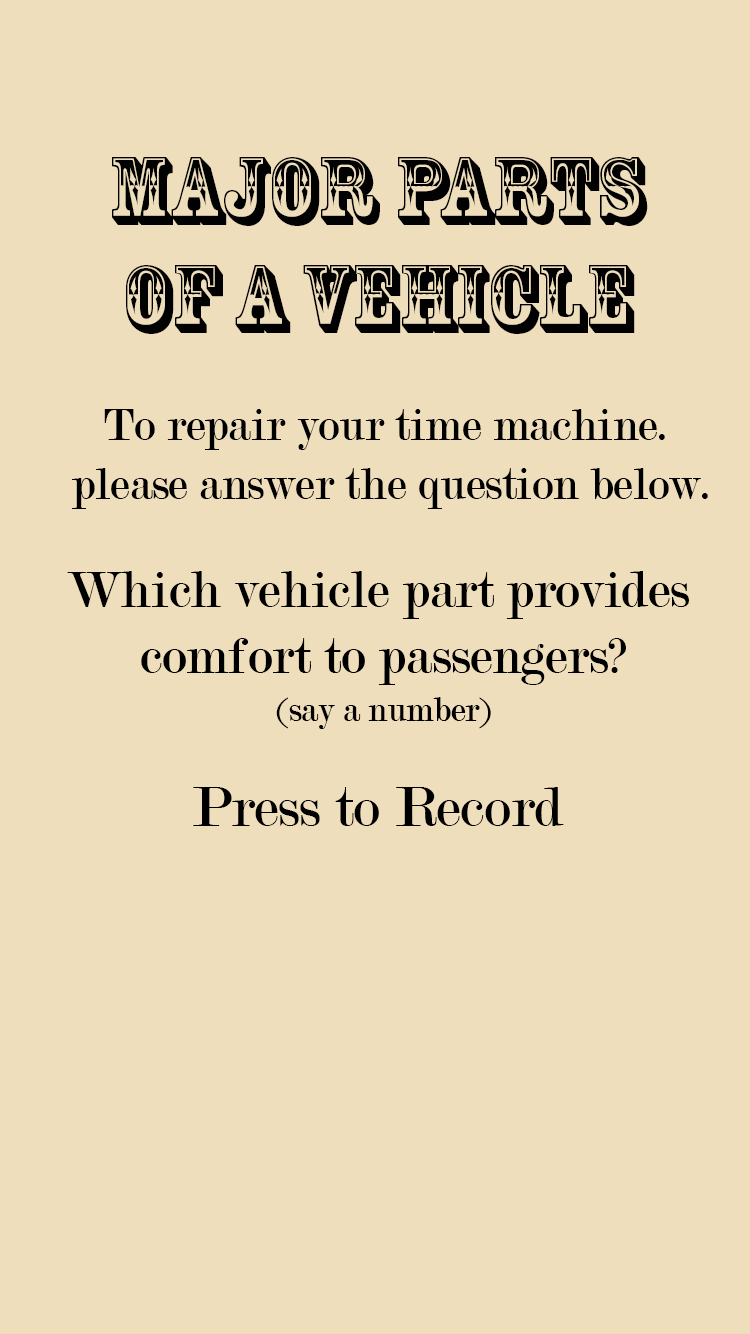 MAJOR PARTS
OF A VEHICLE
To repair your time machine.
please answer the question below.
Which vehicle part provides
comfort to passengers?
(say a number)
Press to Record